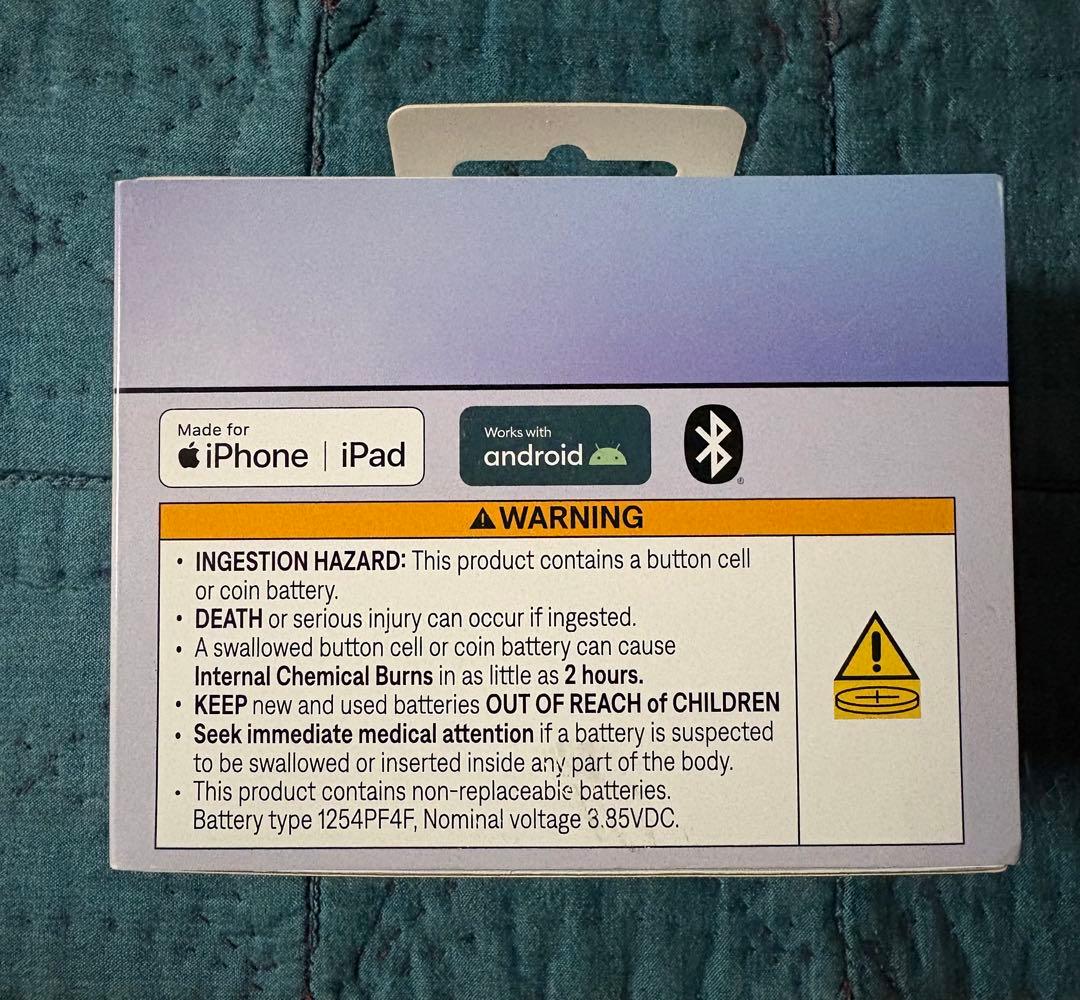 Made for
iPhone | iPad
Works with
android
WARNING
• INGESTION HAZARD: This product contains a button cell
or coin battery.
• DEATH or serious injury can occur if ingested.
• A swallowed button cell or coin battery can cause
Internal Chemical Burns in as little as 2 hours.
• KEEP new and used batteries OUT OF REACH of CHILDREN
• Seek immediate medical attention if a battery is suspected
to be swallowed or inserted inside any part of the body.
• This product contains non-replaceable batteries.
Battery type 1254PF4F, Nominal voltage 3.85VDC.